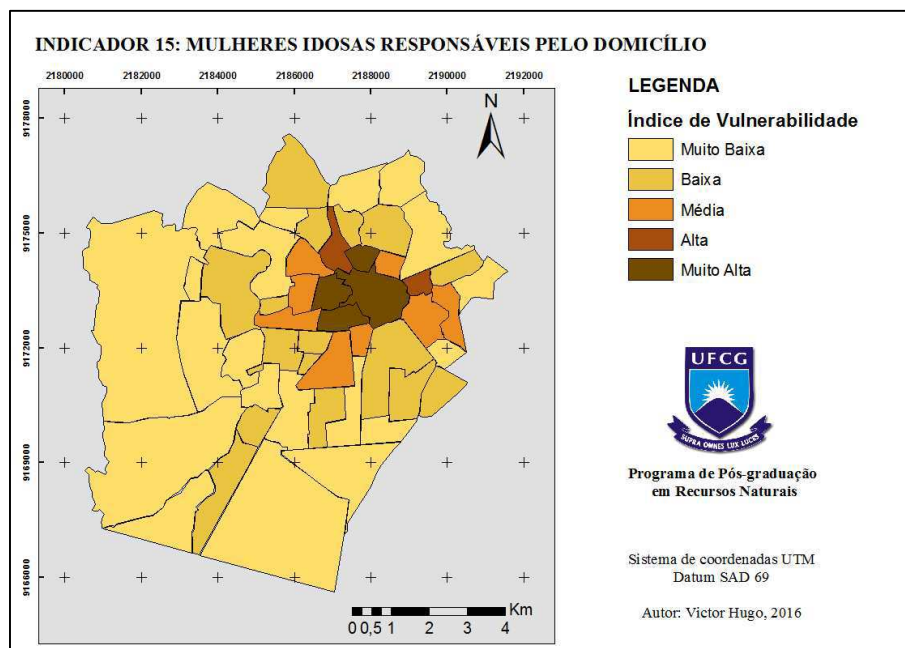 INDICADOR 15: MULHERES IDOSAS RESPONSÁVEIS PELO DOMICÍLIO
2180000 2182000 2184000 2186000 2188000 2190000 2192000
9178000
9175000
9172000
9169000
9166000
N
Km
0 0,5 1 2 3 4
LEGENDA
Índice de Vulnerabilidade
Muito Baixa
Baixa
Média
Alta
Muito Alta
UFCG
SUPRA OMNES LUX LUCES
Programa de Pós-graduação
em Recursos Naturais
Sistema de coordenadas UTM
Datum SAD 69
Autor: Victor Hugo, 2016